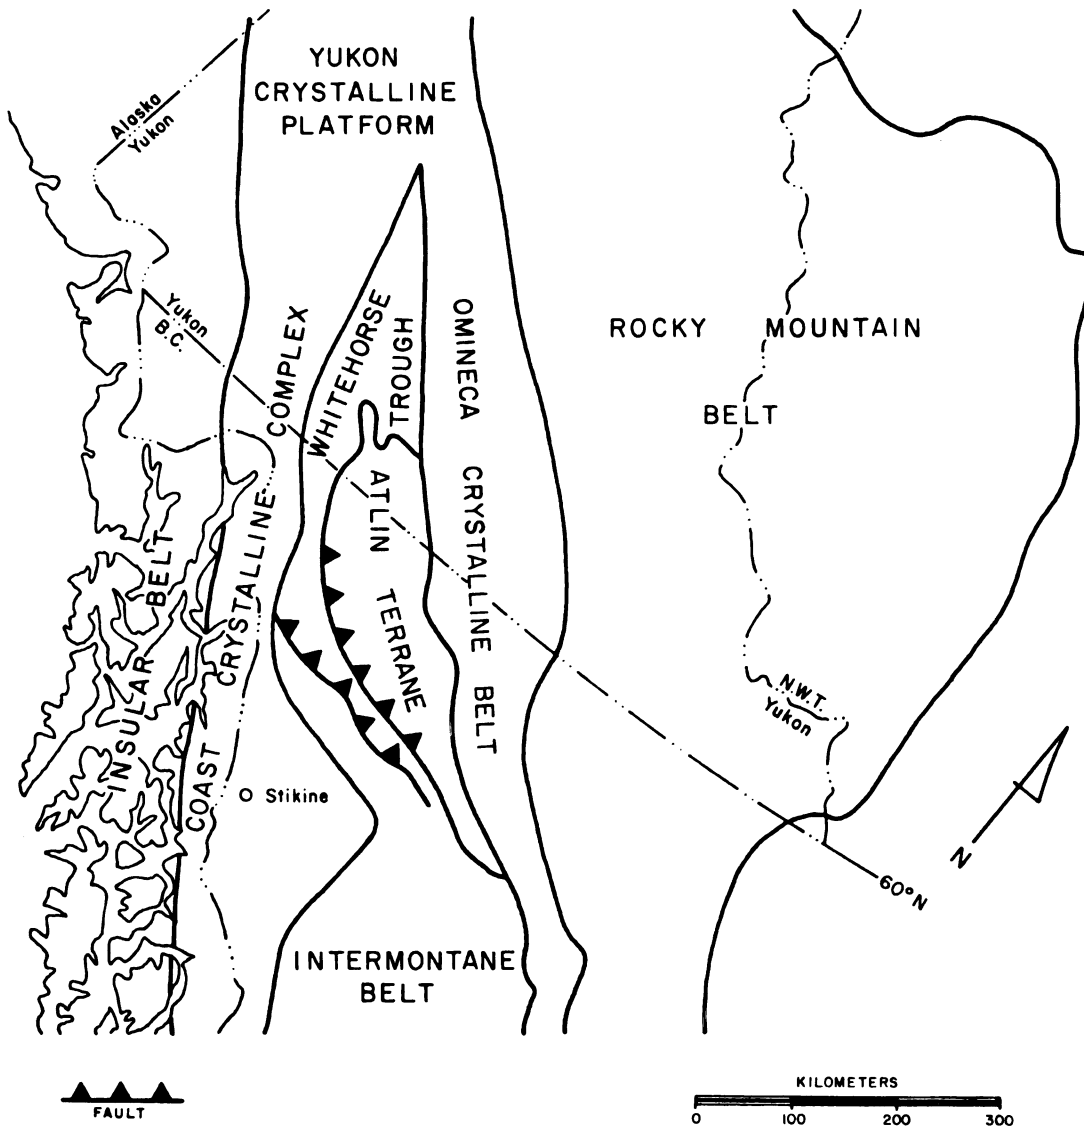 YUKON
CRYSTALLINE
PLATFORM
Alaska
Yukon
Yukon
B.C.
COMPLEX
WHITEHORSE
TROUGH
OMINECA CRYSTALLINE BELT
ROCKY MOUNTAIN
BELT
ATLIN TERRANE
INSULAR BELT
COAST CRYSTALLINE
N.W.T.
Yukon
Stikine
N
60°N
INTERMONTANE
BELT
FAULT
KILOMETERS
0 100 200 300